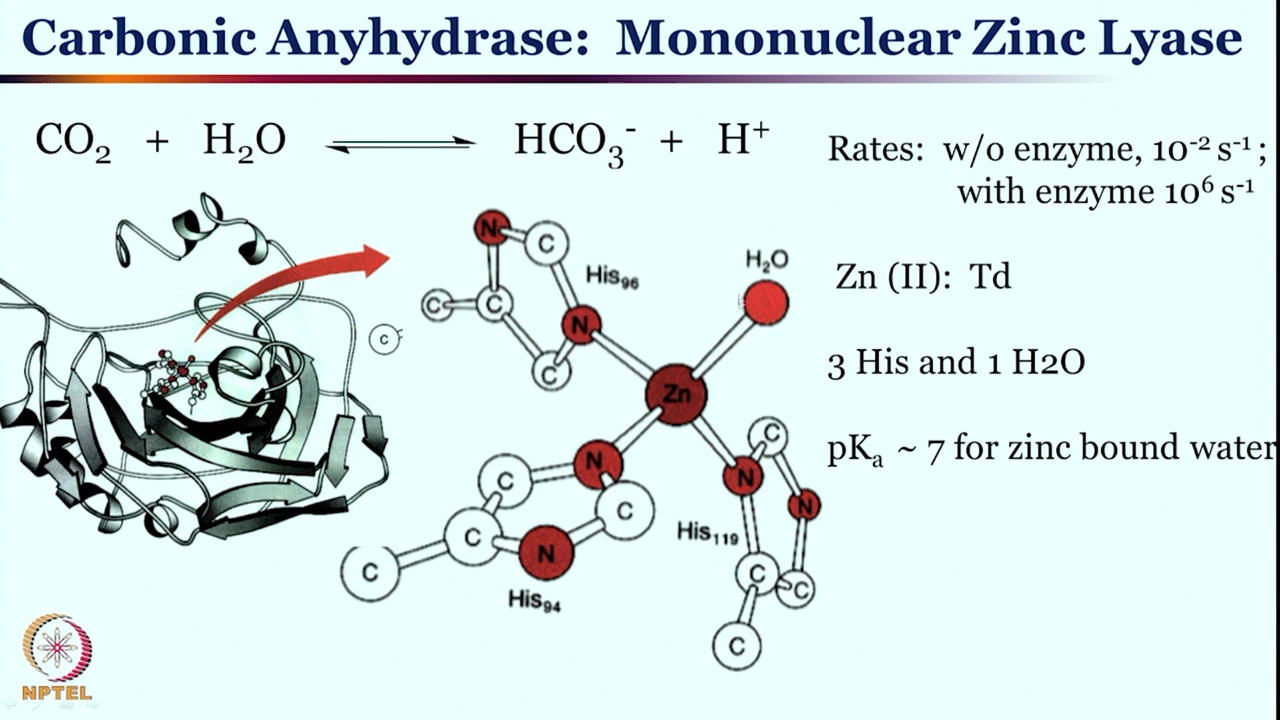 Carbonic Anyhydrase: Mononuclear Zinc Lyase
CO₂ + H₂O ⇌ HCO₃⁻ + H⁺
Rates: w/o enzyme, 10⁻² s⁻¹ ;
with enzyme 10⁶ s⁻¹
Zn (II): Td
3 His and 1 H2O
pKₐ ~ 7 for zinc bound water
N
C
His₉₆
H₂O
C
C
N
C
C
Zn
N
C
C
C
N
C
His₉₄
C
N
N
His₁₁₉
C
C
C
NPTEL